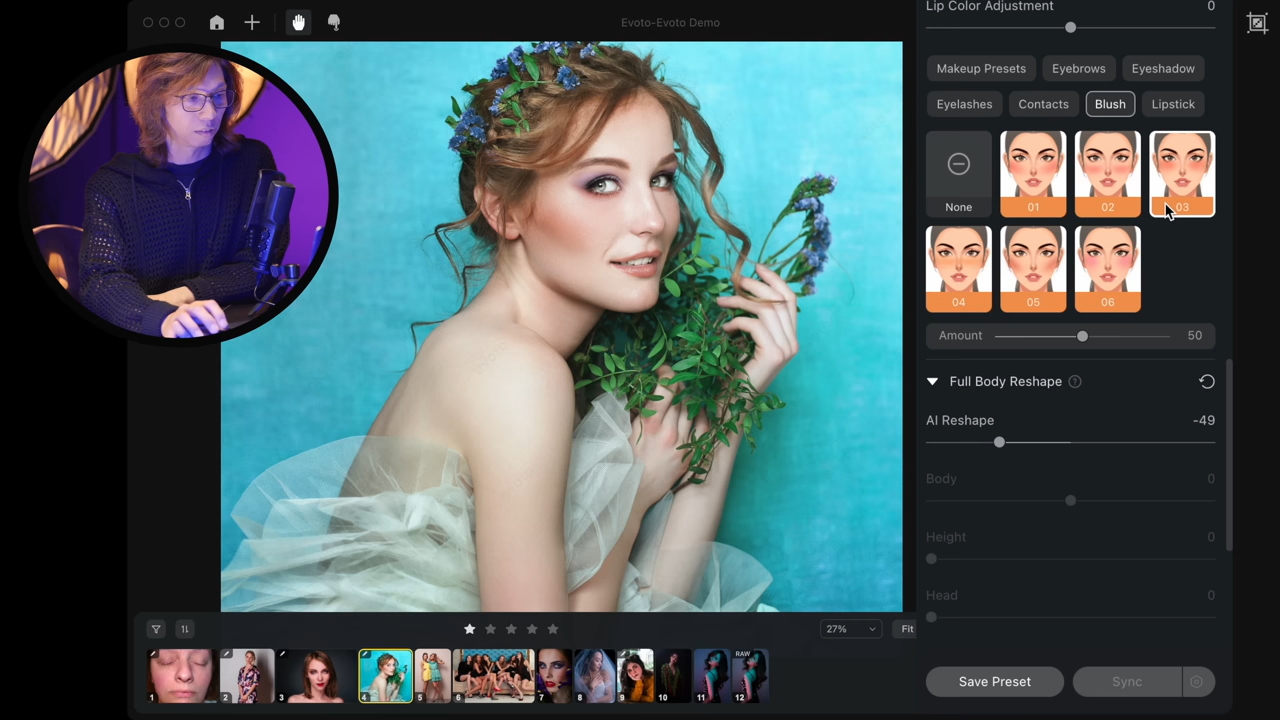 Evoto-Evoto Demo
Lip Color Adjustment 0
Makeup Presets Eyebrows Eyeshadow
Eyelashes Contacts Blush Lipstick
None 01 02 03
04 05 06
Amount 50
Full Body Reshape ?
AI Reshape -49
Body 0
Height 0
Head 0
27% Fit
RAW
1 2 3 4 5 6 7 8 9 10 11 12
Save Preset Sync